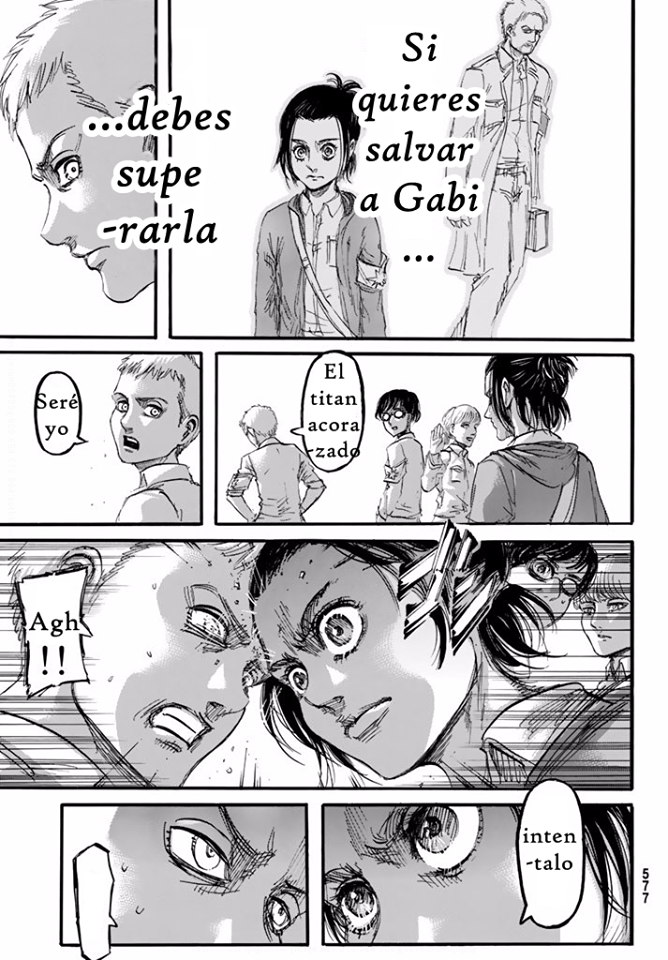 Si
quieres
salvar
a Gabi
...
...debes
supe
-rarla
El
titan
acora
-zado
Seré
yo
Agh
!!
inten
-talo
577